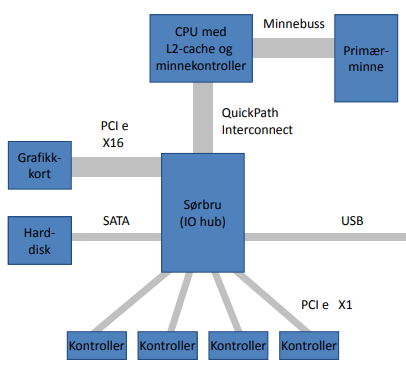 CPU med
L2-cache og
minnekontroller
Minnebuss
Primær-
minne
QuickPath
Interconnect
PCI e
X16
Grafikk-
kort
Sørbru
(IO hub)
SATA
Hard-
disk
USB
PCI e X1
Kontroller
Kontroller
Kontroller
Kontroller